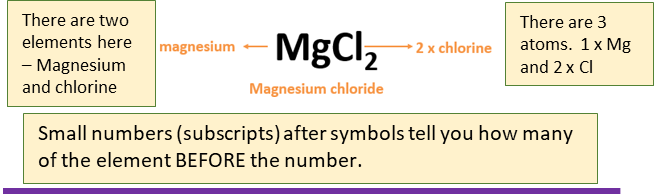 There are two
elements here
– Magnesium
and chlorine
magnesium
MgCl₂
2 x chlorine
Magnesium chloride
There are 3
atoms.  1 x Mg
and 2 x Cl
Small numbers (subscripts) after symbols tell you how many
of the element BEFORE the number.